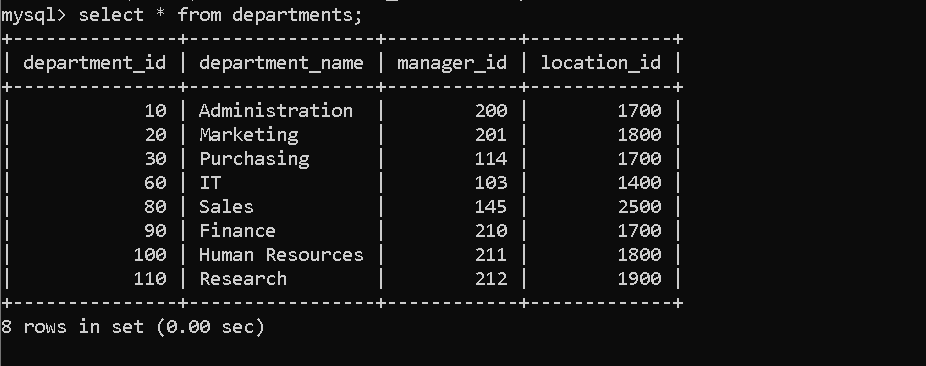 mysql> select * from departments;
+---------------+-----------------+------------+-------------+
| department_id | department_name | manager_id | location_id |
+---------------+-----------------+------------+-------------+
|            10 | Administration  |        200 |        1700 |
|            20 | Marketing       |        201 |        1800 |
|            30 | Purchasing      |        114 |        1700 |
|            60 | IT              |        103 |        1400 |
|            80 | Sales           |        145 |        2500 |
|            90 | Finance         |        210 |        1700 |
|           100 | Human Resources |        211 |        1800 |
|           110 | Research        |        212 |        1900 |
+---------------+-----------------+------------+-------------+
8 rows in set (0.00 sec)